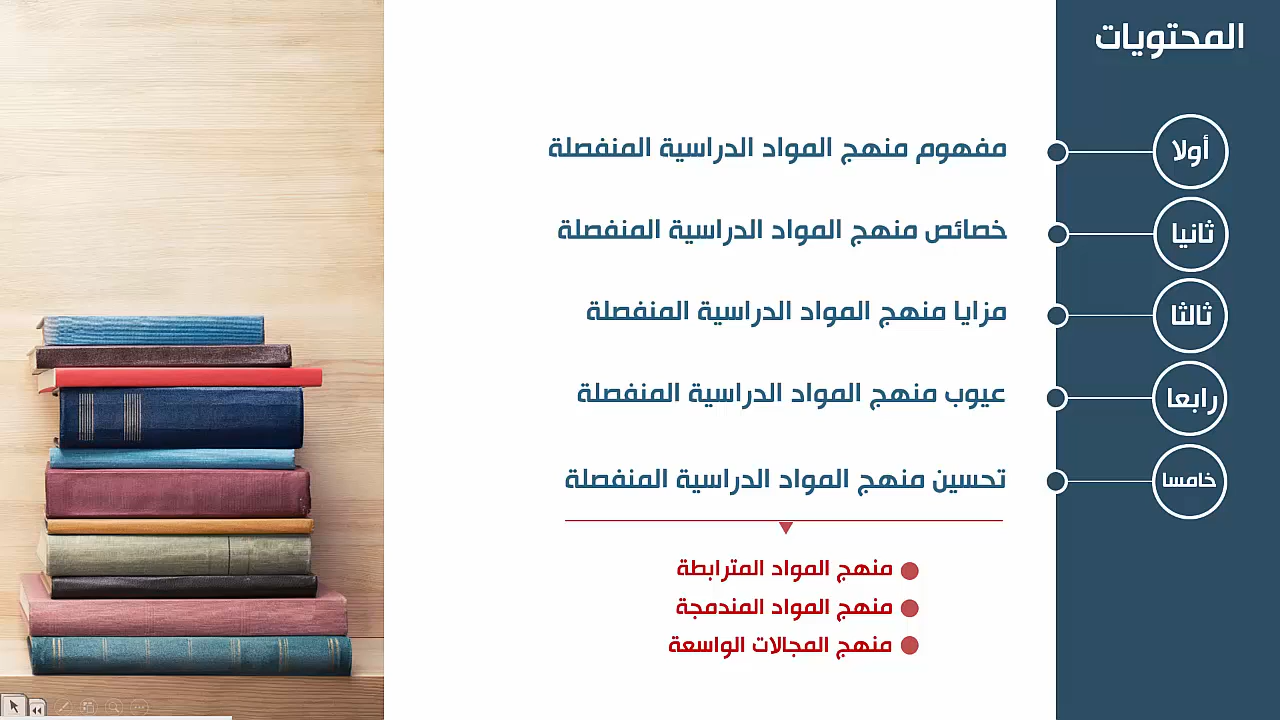 المحتويات
أولا
مفهوم منهج المواد الدراسية المنفصلة
ثانيا
خصائص منهج المواد الدراسية المنفصلة
ثالثا
مزايا منهج المواد الدراسية المنفصلة
رابعا
عيوب منهج المواد الدراسية المنفصلة
خامسا
تحسين منهج المواد الدراسية المنفصلة
منهج المواد المترابطة
منهج المواد المندمجة
منهج المجالات الواسعة